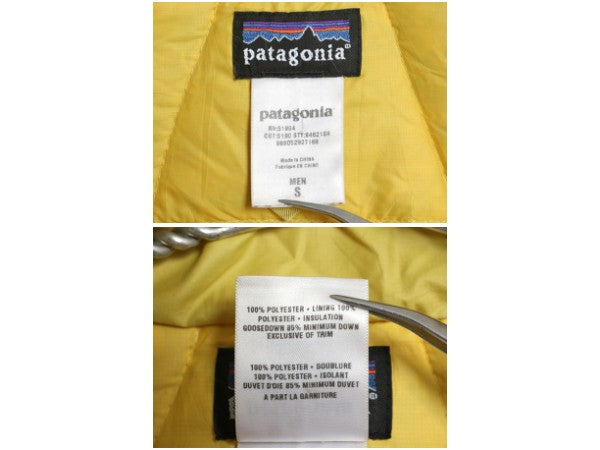 patagonia®
patagonia®
RN:51884
MADE IN CHINA
FABRIQUÉ EN CHINE
MEN
S
100% POLYESTER • LINING 100%
POLYESTER • INSULATION
GOOSEDOWN 85% MINIMUM DOWN
EXCLUSIVE OF TRIM
100% POLYESTER • DOUBLURE
100% POLYESTER • ISOLANT
DUVET D'OIE 85% MINIMUM DUVET
A PART LA GARNITURE